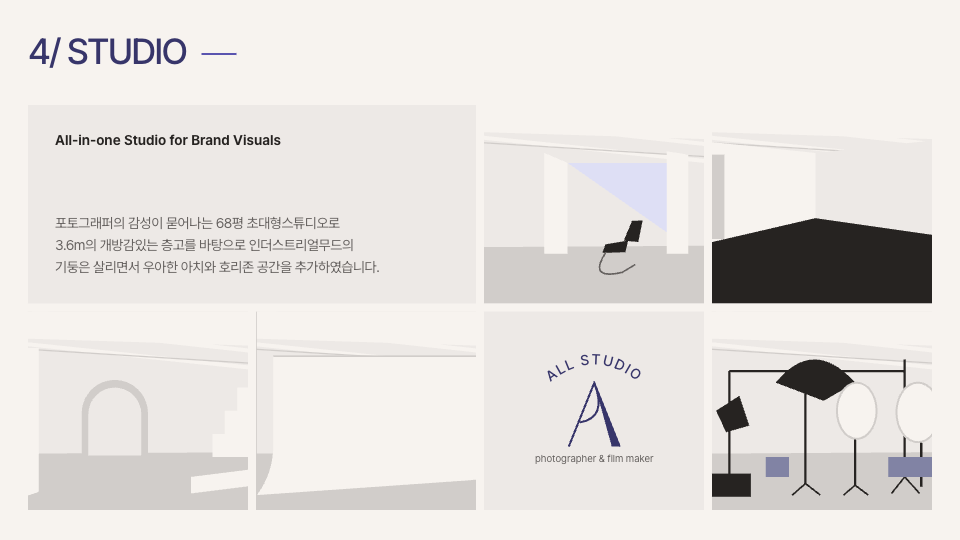 4/ STUDIO
All-in-one Studio for Brand Visuals
포토그래퍼의 감성이 묻어나는 68평 초대형스튜디오로
3.6m의 개방감있는 층고를 바탕으로 인더스트리얼무드의
기둥은 살리면서 우아한 아치와 호리존 공간을 추가하였습니다.
ALL STUDIO
photographer & film maker